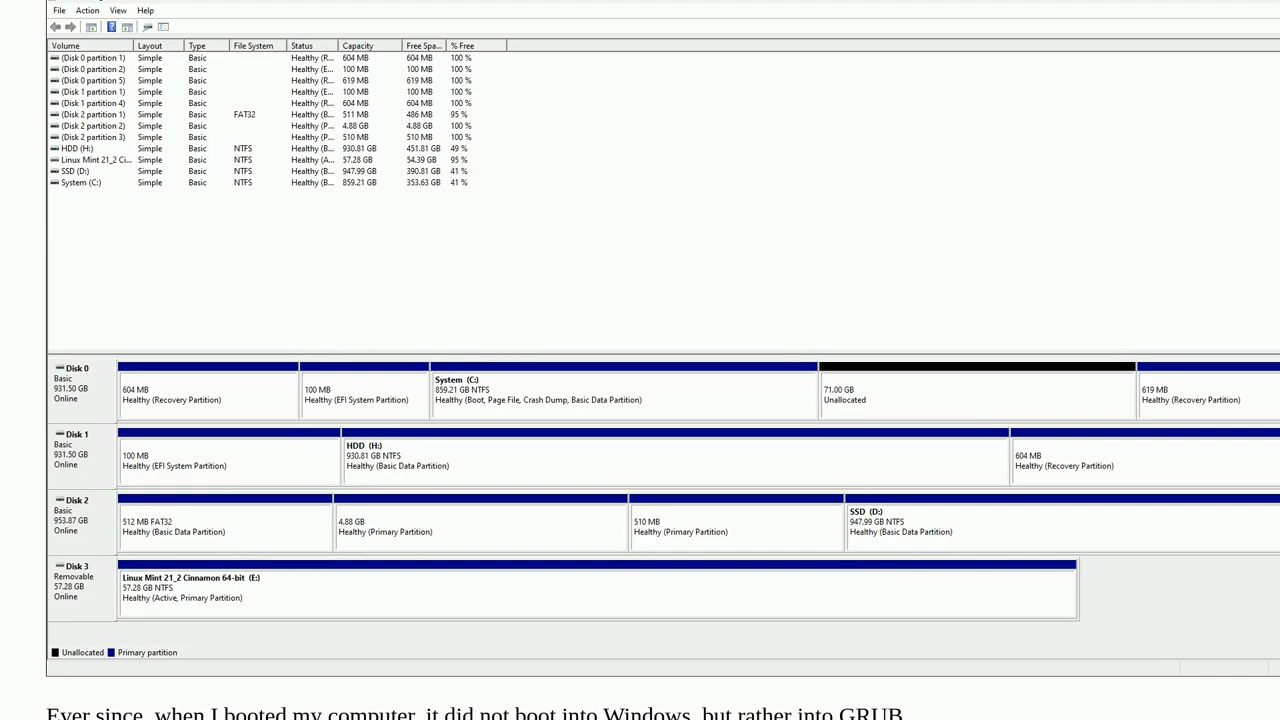 File Action View Help
Volume Layout Type File System Status Capacity Free Spa... % Free
(Disk 0 partition 1) Simple Basic Healthy (R... 604 MB 604 MB 100 %
(Disk 0 partition 2) Simple Basic Healthy (E... 100 MB 100 MB 100 %
(Disk 0 partition 5) Simple Basic Healthy (R... 619 MB 619 MB 100 %
(Disk 1 partition 1) Simple Basic Healthy (E... 100 MB 100 MB 100 %
(Disk 1 partition 4) Simple Basic Healthy (R... 604 MB 604 MB 100 %
(Disk 2 partition 1) Simple Basic FAT32 Healthy (B... 511 MB 486 MB 95 %
(Disk 2 partition 2) Simple Basic Healthy (P... 4.88 GB 4.88 GB 100 %
(Disk 2 partition 3) Simple Basic Healthy (P... 510 MB 510 MB 100 %
HDD (H:) Simple Basic NTFS Healthy (B... 930.81 GB 451.81 GB 49 %
Linux Mint 21_2 Ci... Simple Basic NTFS Healthy (A... 57.28 GB 54.39 GB 95 %
SSD (D:) Simple Basic NTFS Healthy (B... 947.99 GB 390.81 GB 41 %
System (C:) Simple Basic NTFS Healthy (B... 859.21 GB 353.63 GB 41 %
Disk 0
Basic
931.50 GB
Online
604 MB
Healthy (Recovery Partition)
100 MB
Healthy (EFI System Partition)
System (C:)
859.21 GB NTFS
Healthy (Boot, Page File, Crash Dump, Basic Data Partition)
71.00 GB
Unallocated
619 MB
Healthy (Recovery Partition)
Disk 1
Basic
931.50 GB
Online
100 MB
Healthy (EFI System Partition)
HDD (H:)
930.81 GB NTFS
Healthy (Basic Data Partition)
604 MB
Healthy (Recovery Partition)
Disk 2
Basic
953.87 GB
Online
512 MB FAT32
Healthy (Basic Data Partition)
4.88 GB
Healthy (Primary Partition)
510 MB
Healthy (Primary Partition)
SSD (D:)
947.99 GB NTFS
Healthy (Basic Data Partition)
Disk 3
Removable
57.28 GB
Online
Linux Mint 21_2 Cinnamon 64-bit (E:)
57.28 GB NTFS
Healthy (Active, Primary Partition)
Unallocated Primary partition
Ever since, when I booted my computer, it did not boot into Windows, but rather into GRUB